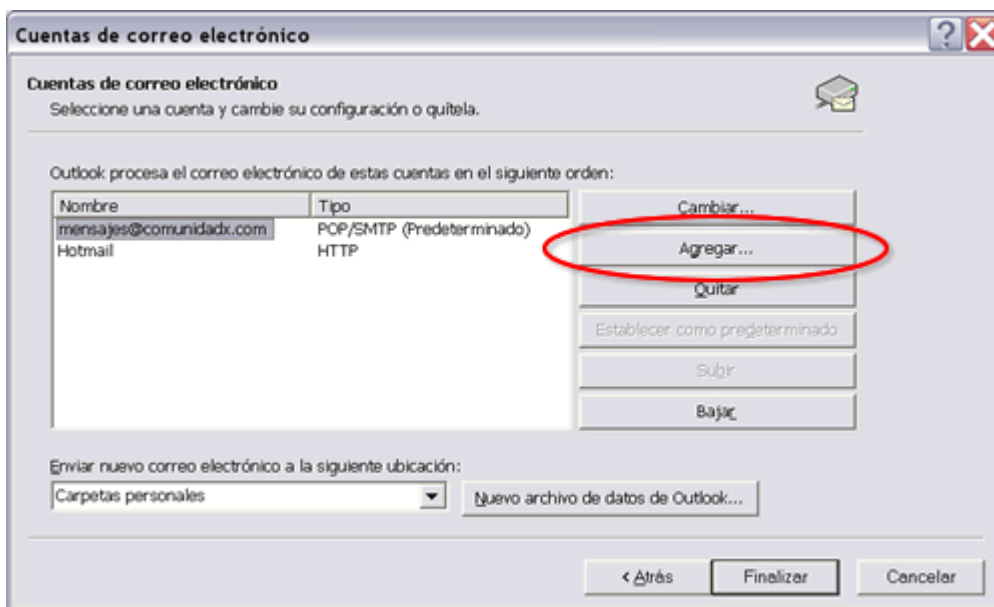 Cuentas de correo electrónico
Cuentas de correo electrónico
Seleccione una cuenta y cambie su configuración o quítela.
Outlook procesa el correo electrónico de estas cuentas en el siguiente orden:
Nombre Tipo
mensajes@comunidadx.com POP/SMTP (Predeterminado)
Hotmail HTTP
Cambiar...
Agregar...
Quitar
Establecer como predeterminado
Subir
Bajar
Enviar nuevo correo electrónico a la siguiente ubicación:
Carpetas personales Nuevo archivo de datos de Outlook...
< Atrás Finalizar Cancelar